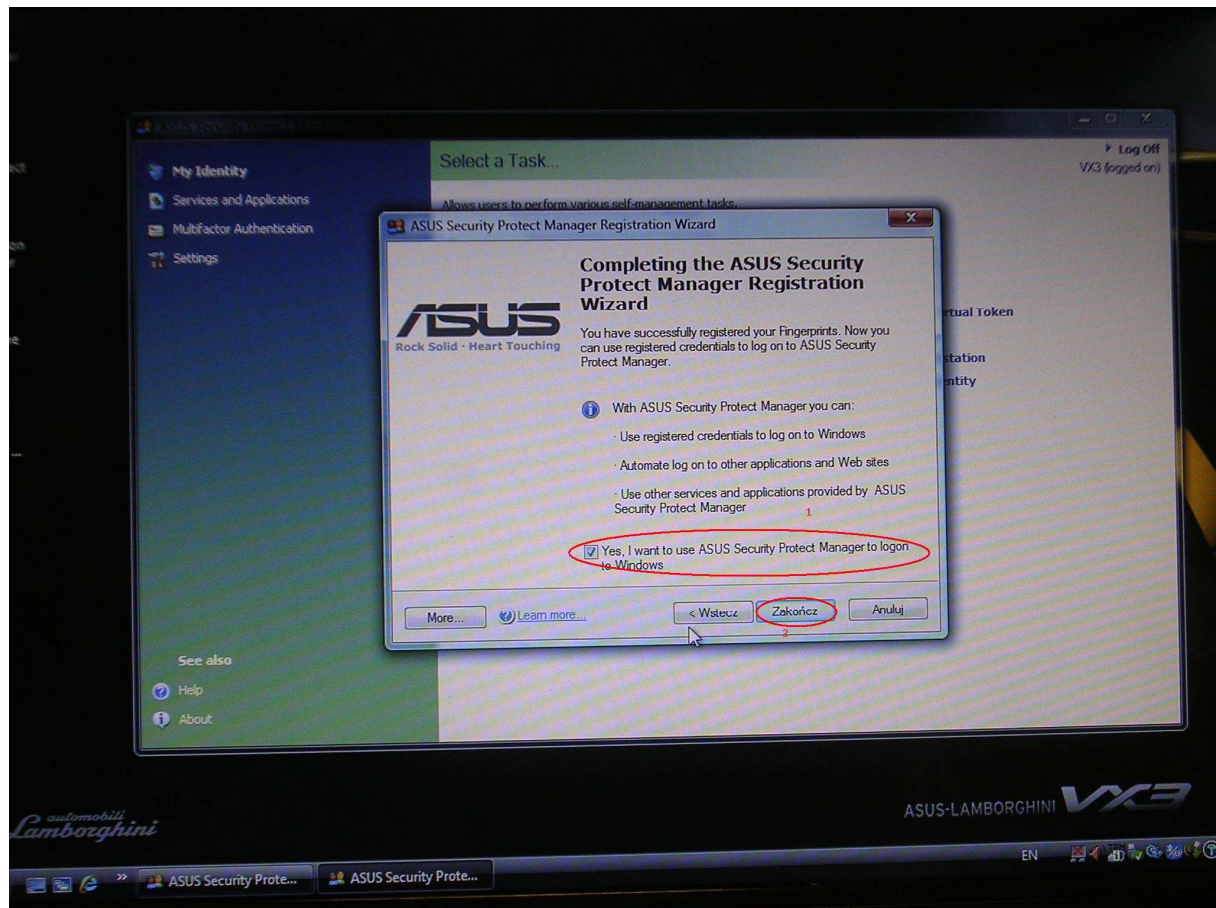 ASUS Security Protect Manager
Log Off
VX3 (logged on)
My Identity
Services and Applications
Multifactor Authentication
Settings
Select a Task...
Allows users to perform various self-management tasks.
ASUS Security Protect Manager Registration Wizard
X
Completing the ASUS Security
Protect Manager Registration
Wizard
ASUS
Rock Solid · Heart Touching
You have successfully registered your Fingerprints. Now you
can use registered credentials to log on to ASUS Security
Protect Manager.
With ASUS Security Protect Manager you can:
· Use registered credentials to log on to Windows
· Automate log on to other applications and Web sites
· Use other services and applications provided by ASUS
Security Protect Manager
1
Yes, I want to use ASUS Security Protect Manager to logon
to Windows
More...
Learn more...
< Wstecz
Zakończ
Anuluj
2
Token
See also
Help
About
automobili
Lamborghini
ASUS-LAMBORGHINI VX3
EN
ASUS Security Prote...
ASUS Security Prote...